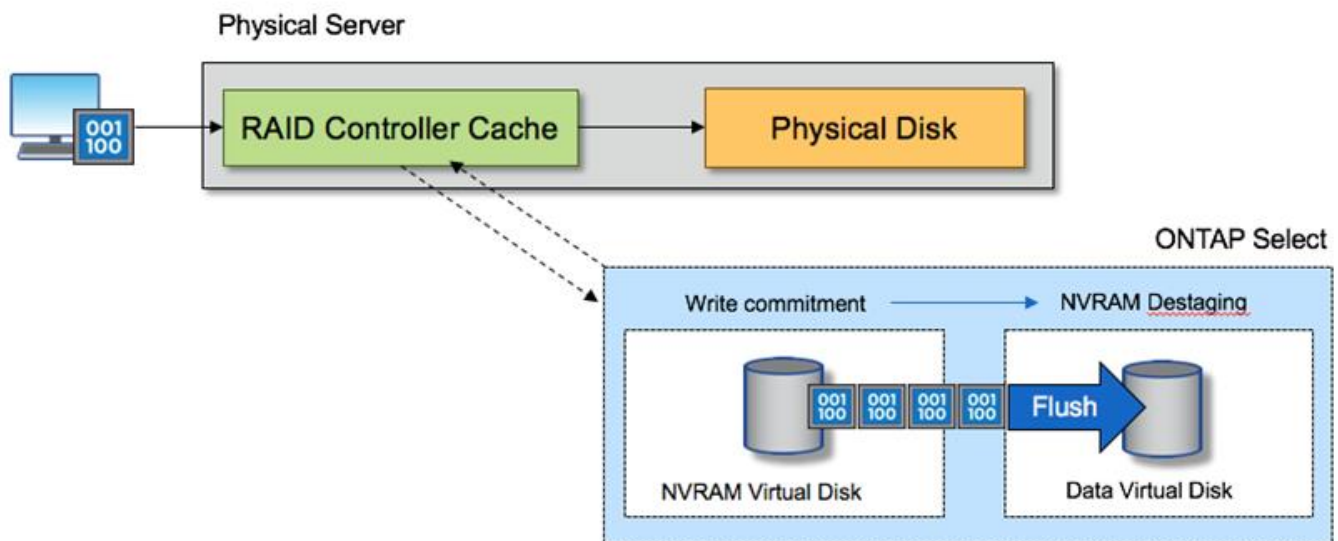 Physical Server
001
100
RAID Controller Cache
Physical Disk
ONTAP Select
Write commitment
NVRAM Destaging
001
100
001
100
001
100
001
100
Flush
NVRAM Virtual Disk
Data Virtual Disk